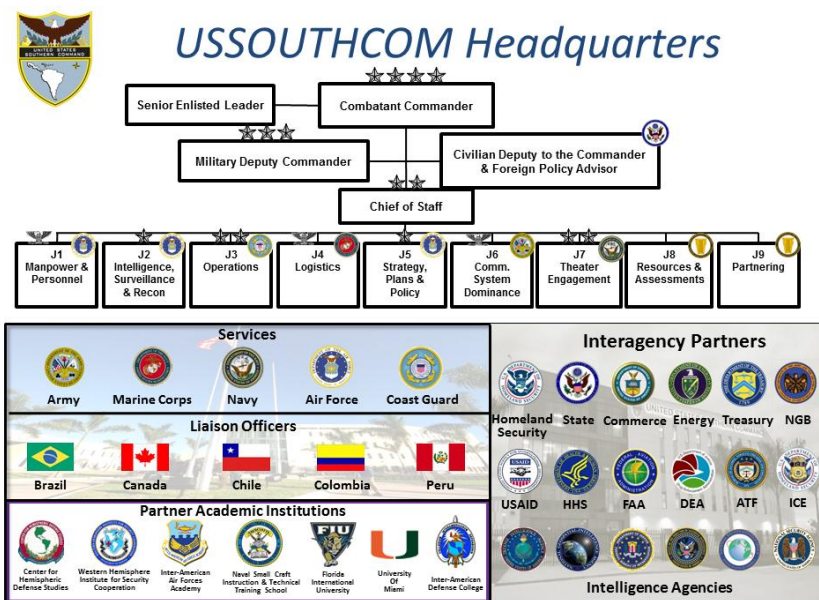 USSOUTHCOM Headquarters
UNITED STATES
SOUTHERN COMMAND
Senior Enlisted Leader
Combatant Commander
Military Deputy Commander
Civilian Deputy to the Commander
& Foreign Policy Advisor
Chief of Staff
J1
Manpower &
Personnel
J2
Intelligence,
Surveillance
& Recon
J3
Operations
J4
Logistics
J5
Strategy,
Plans &
Policy
J6
Comm.
System
Dominance
J7
Theater
Engagement
J8
Resources &
Assessments
J9
Partnering
Services
Army
Marine Corps
Navy
Air Force
Coast Guard
Liaison Officers
Brazil
Canada
Chile
Colombia
Peru
Partner Academic Institutions
FIU
Center for
Hemispheric
Defense Studies
Western Hemisphere
Institute for Security
Cooperation
Inter-American
Air Forces
Academy
Naval Small Craft
Instruction & Technical
Training School
Florida
International
University
University
Of
Miami
Inter-American
Defense College
Interagency Partners
Homeland
Security
State
Commerce
Energy
Treasury
NGB
USAID
USAID
HHS
FAA
DEA
ATF
ICE
Intelligence Agencies